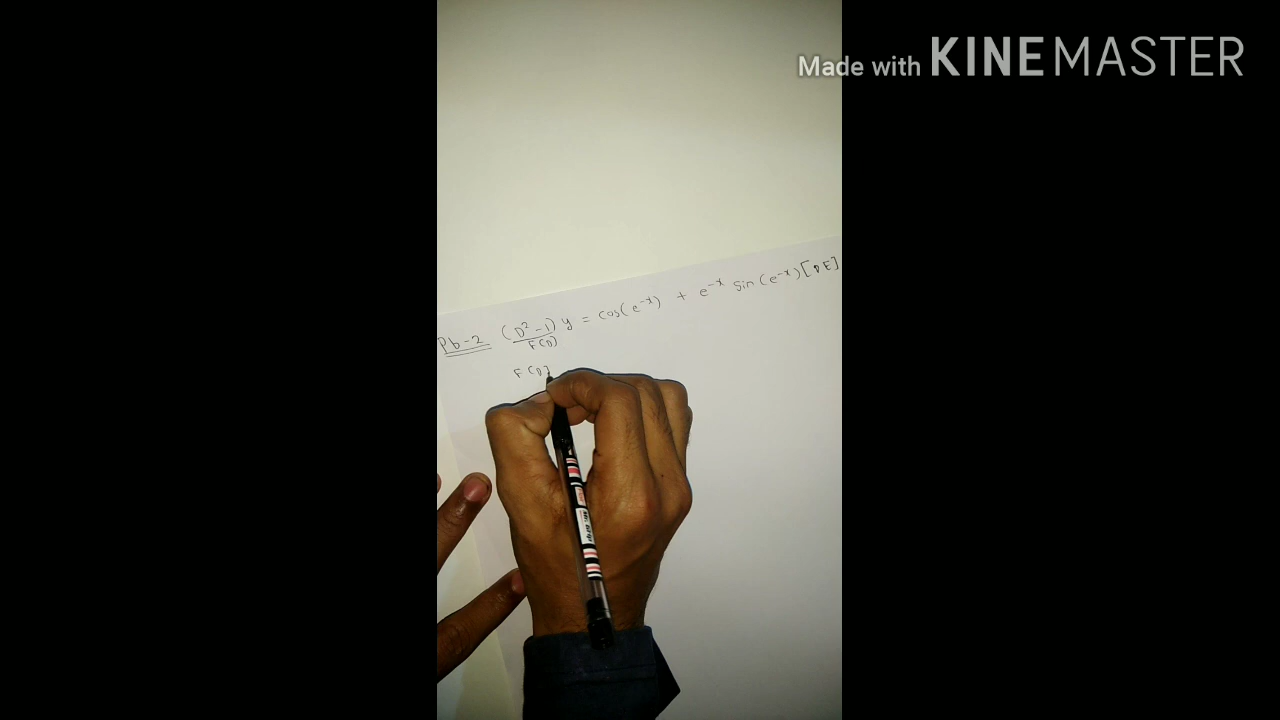 Made with KINEMASTER
Pb-2 (D² - 1) y = cos(e⁻ˣ) + e⁻ˣ sin(e⁻ˣ) [DE]
F(D)
F(D)